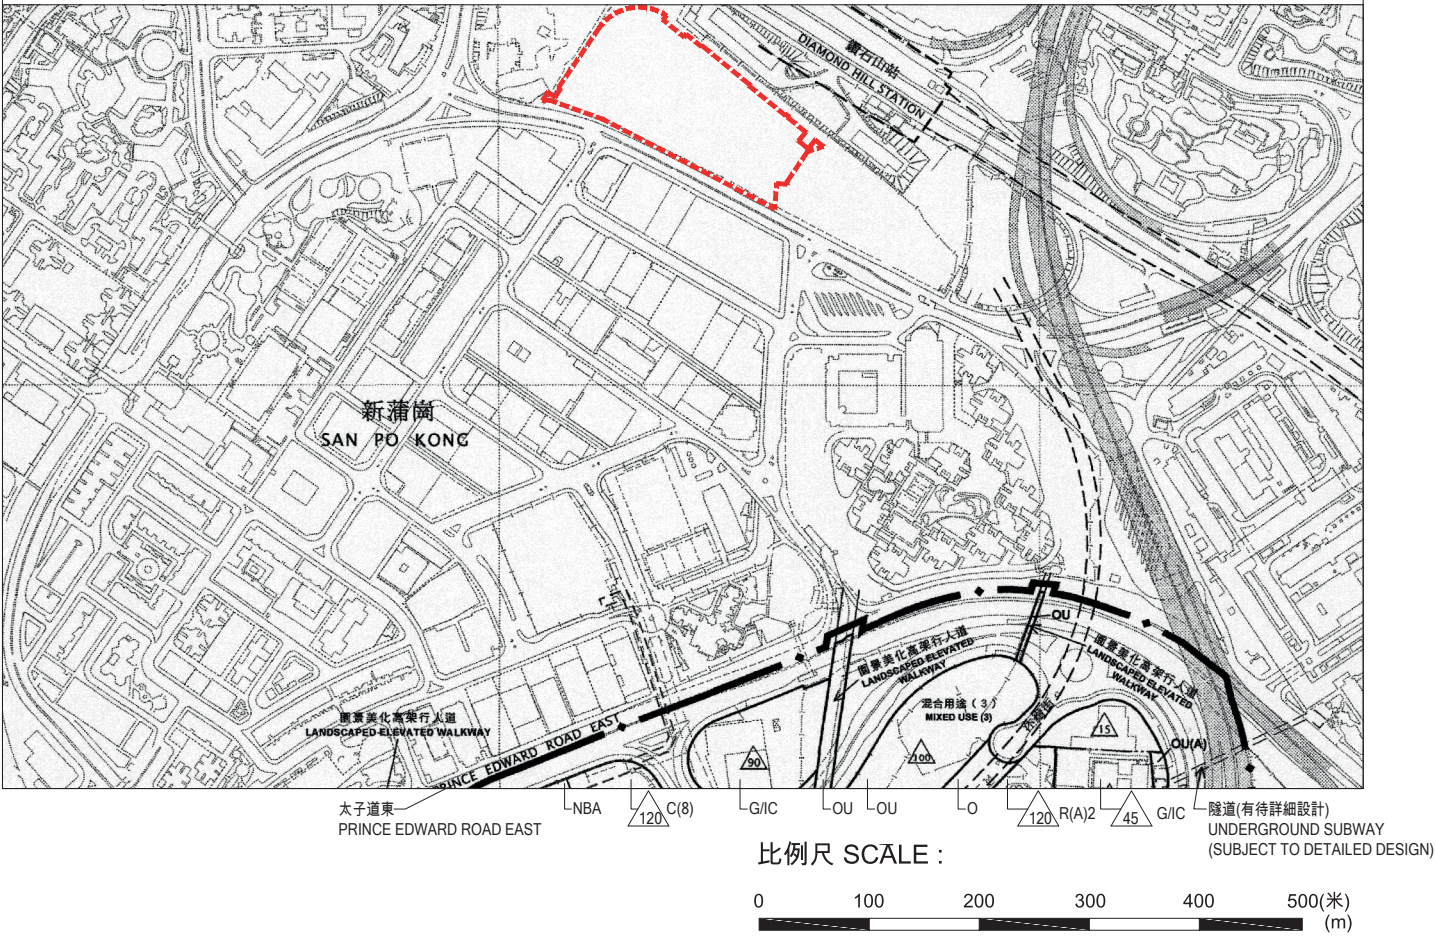 鑽石山站
DIAMOND HILL STATION
新蒲崗
SAN PO KONG
OU
園景美化高架行人道
LANDSCAPED ELEVATED
WALKWAY
園景美化高架行人道
LANDSCAPED ELEVATED
WALKWAY
混合用途(3)
MIXED USE (3)
園景美化高架行人道
LANDSCAPED ELEVATED WALKWAY
PRINCE EDWARD ROAD EAST
15
OU(A)
90
100
太子道東
PRINCE EDWARD ROAD EAST
NBA
120
C(8)
G/IC
OU
OU
O
120
R(A)2
45
G/IC
隧道(有待詳細設計)
UNDERGROUND SUBWAY
(SUBJECT TO DETAILED DESIGN)
比例尺 SCALE :
0 100 200 300 400 500(米)
(m)